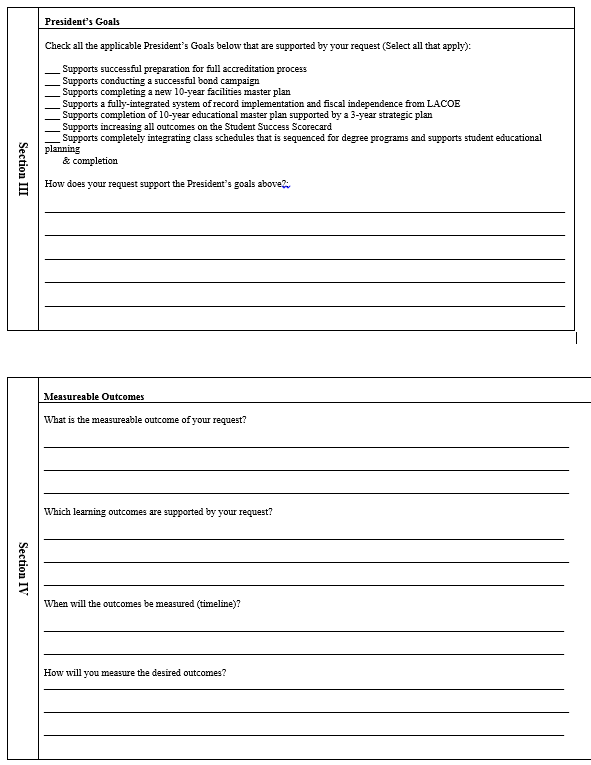 President's Goals
Check all the applicable President's Goals below that are supported by your request (Select all that apply):
___ Supports successful preparation for full accreditation process
___ Supports conducting a successful bond campaign
___ Supports completing a new 10-year facilities master plan
___ Supports a fully-integrated system of record implementation and fiscal independence from LACOE
___ Supports completion of 10-year educational master plan supported by a 3-year strategic plan
___ Supports increasing all outcomes on the Student Success Scorecard
___ Supports completely integrating class schedules that is sequenced for degree programs and supports student educational
planning
& completion
How does your request support the President's goals above?:
Section III
Measureable Outcomes
What is the measureable outcome of your request?
Which learning outcomes are supported by your request?
When will the outcomes be measured (timeline)?
How will you measure the desired outcomes?
Section IV